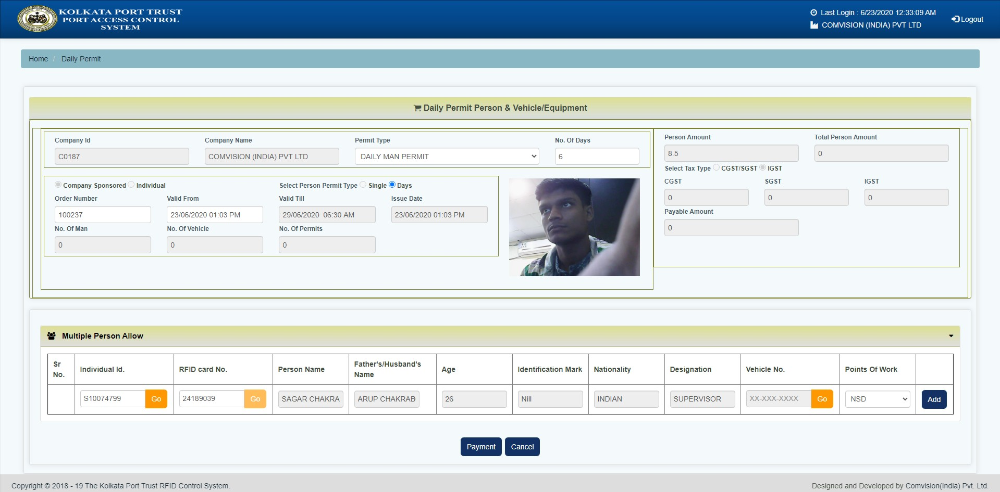 KOLKATA PORT TRUST
PORT ACCESS CONTROL
SYSTEM
Last Login : 6/23/2020 12:33:09 AM
COMVISION (INDIA) PVT LTD
Logout
Home / Daily Permit
Daily Permit Person & Vehicle/Equipment
Company Id Company Name Permit Type No. Of Days
C0187 COMVISION (INDIA) PVT LTD DAILY MAN PERMIT 6
Company Sponsored Individual Select Person Permit Type Single Days
Order Number Valid From Valid Till Issue Date
100237 23/06/2020 01:03 PM 29/06/2020 06:30 AM 23/06/2020 01:03 PM
No. Of Man No. Of Vehicle No. Of Permits
0 0 0
Person Amount Total Person Amount
8.5 0
Select Tax Type CGST/SGST IGST
CGST SGST IGST
0 0 0
Payable Amount
0
Multiple Person Allow
Sr No. Individual Id. RFID card No. Person Name Father's/Husband's Name Age Identification Mark Nationality Designation Vehicle No. Points Of Work
S10074799 Go 24189039 Go SAGAR CHAKRA ARUP CHAKRAB 26 Nill INDIAN SUPERVISOR XX-XXX-XXXX Go NSD Add
Payment Cancel
Copyright © 2018 - 19 The Kolkata Port Trust RFID Control System. Designed and Developed by Comvision(India) Pvt. Ltd.